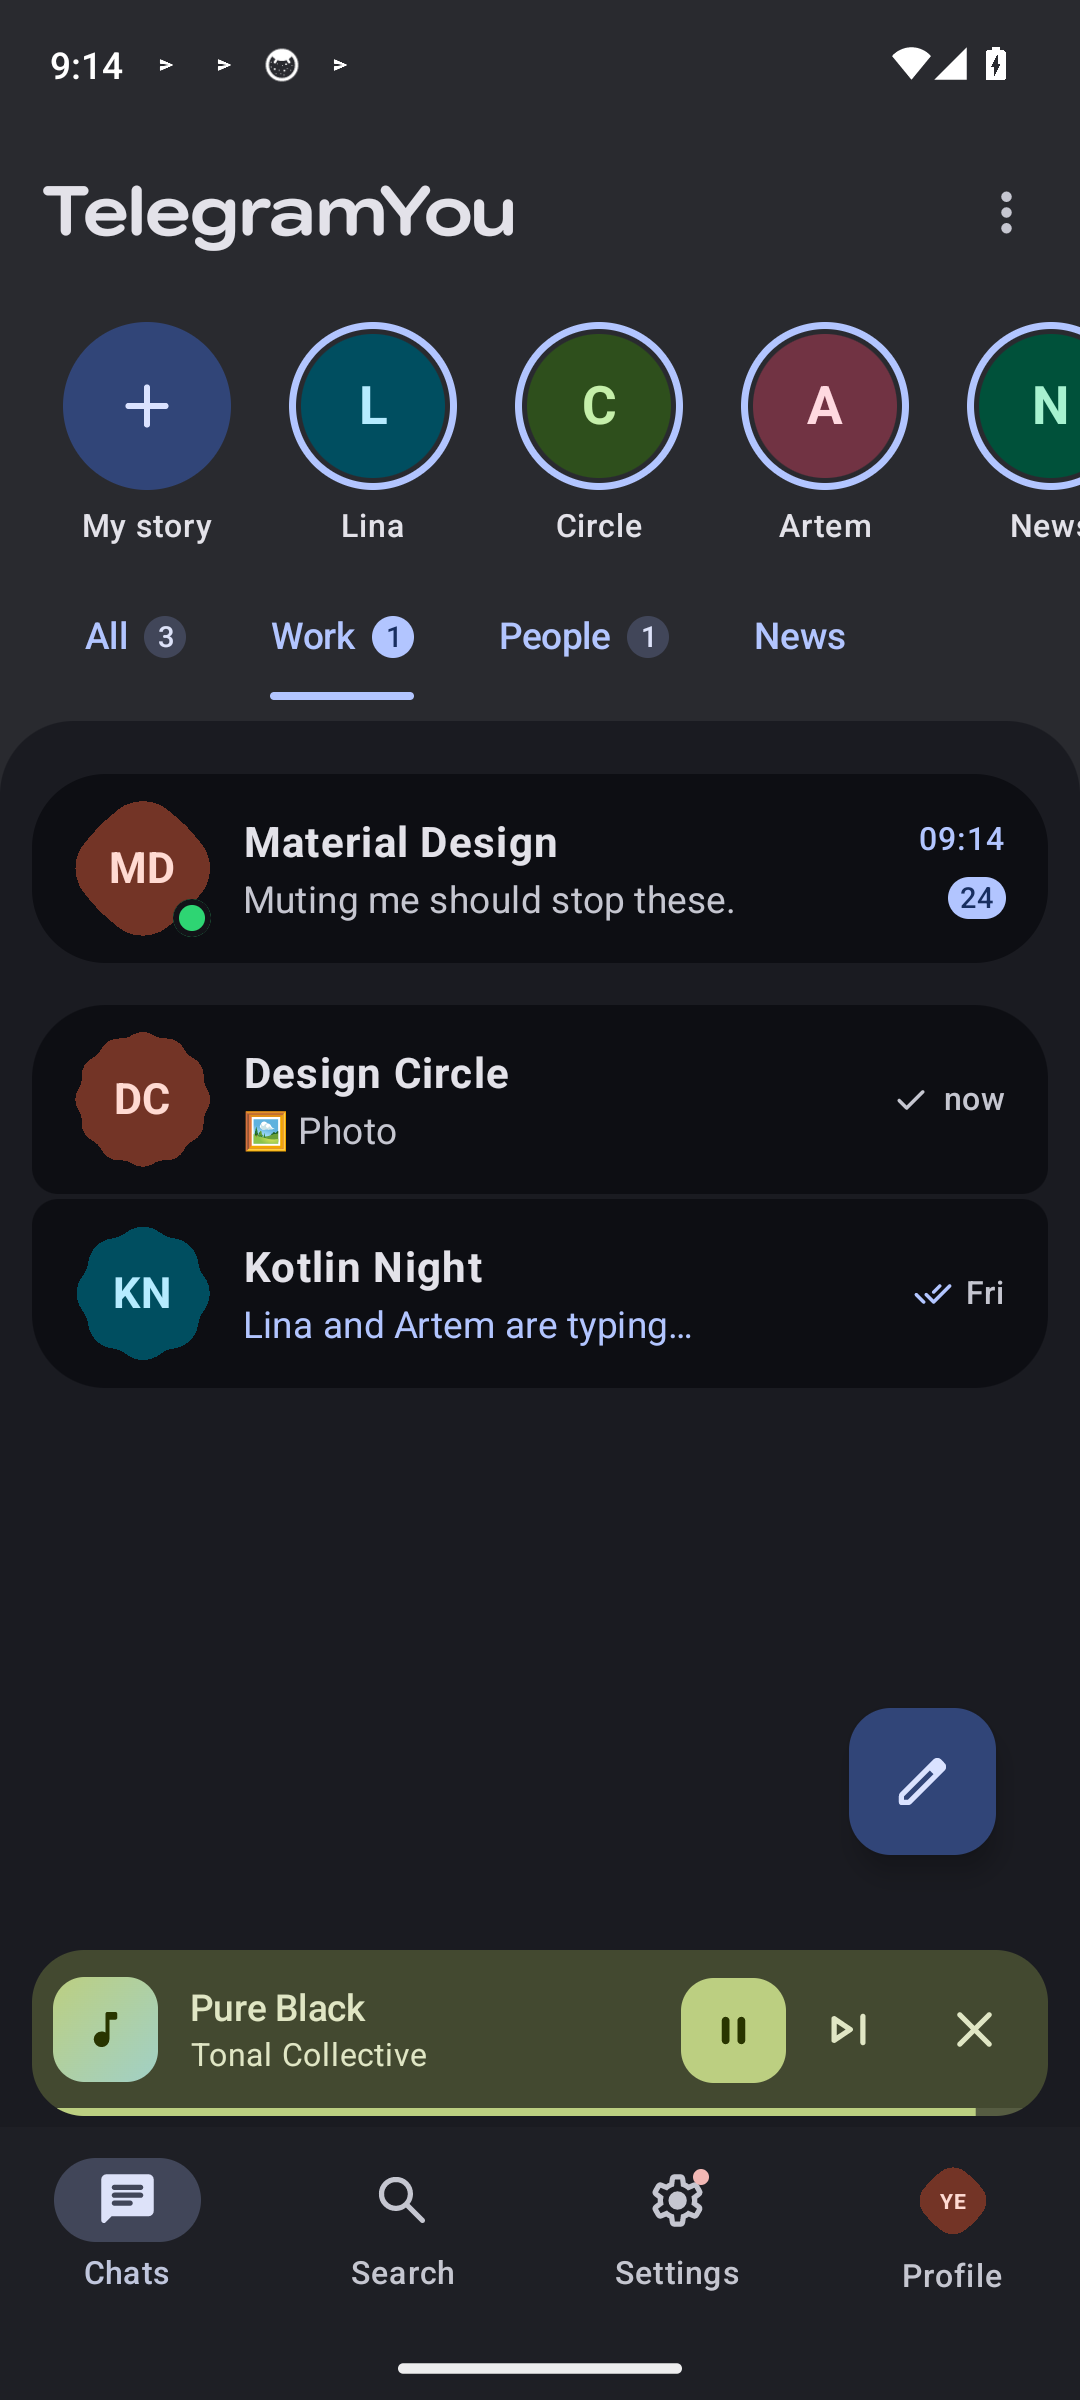 9:14
TelegramYou
L
C
A
N
My story
Lina
Circle
Artem
News
All 3
Work 1
People 1
News
MD
Material Design
09:14
Muting me should stop these.
24
DC
Design Circle
now
Photo
KN
Kotlin Night
Fri
Lina and Artem are typing...
Pure Black
Tonal Collective
YE
Chats
Search
Settings
Profile